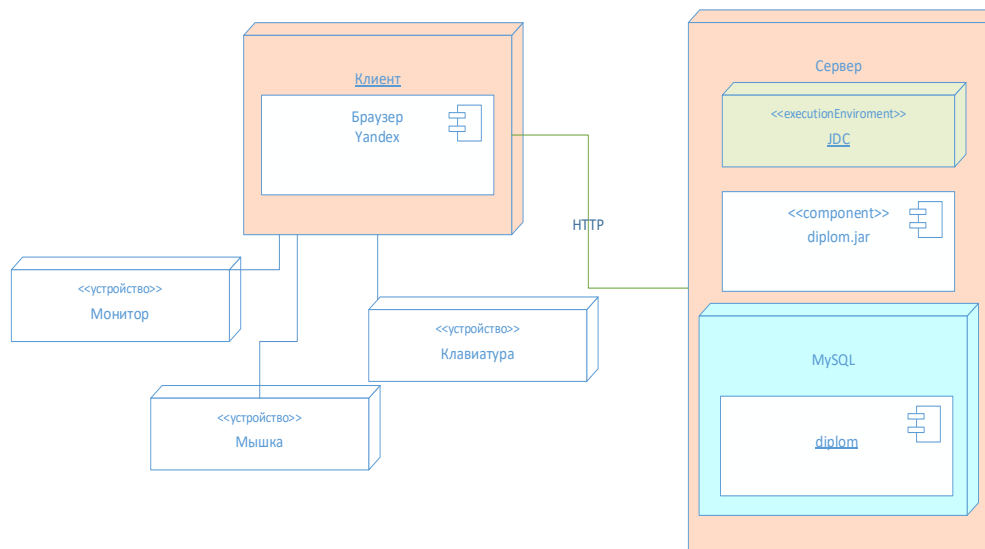 Клиент
Браузер
Yandex
HTTP
<<устройство>>
Монитор
<<устройство>>
Клавиатура
<<устройство>>
Мышка
Сервер
<<executionEnviroment>>
JDC
<<component>>
diplom.jar
MySQL
diplom